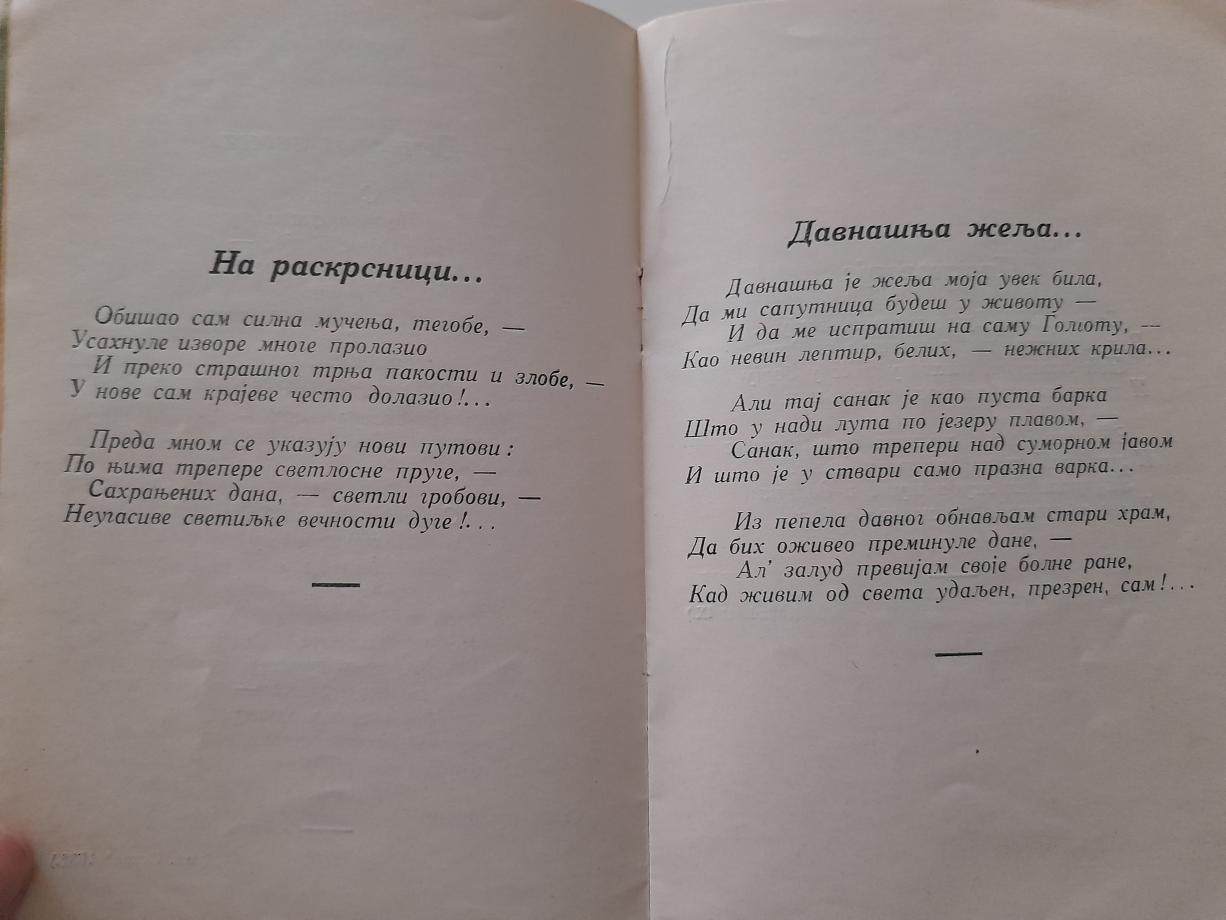 На раскрсници...
Обишао сам силна мучења, тегобе, —
Усахнуле изворе многе пролазио
И преко страшног трња пакости и злобе, —
У нове сам крајеве често долазио!...
Преда мном се указују нови путови:
По њима трепере светлосне пруге, —
Сахрањених дана, — светли гробови, —
Неугасиве светиљке вечности дуге!...
Давнашња жеља...
Давнашња је жеља моја увек била,
Да ми сапутница будеш у животу —
И да ме испратиш на саму Голготу, —
Као невин лептир, белих, — нежних крила...
Али тај санак је као пуста барка
Што у нади лута по језеру плавом, —
Санак, што трепери над суморном јавом
И што је у ствари само празна варка...
Из пепела давног обнављам стари храм,
Да бих оживео преминуле дане, —
Ал' залуд превијам своје болне ране,
Кад живим од света удаљен, презрен, сам!...